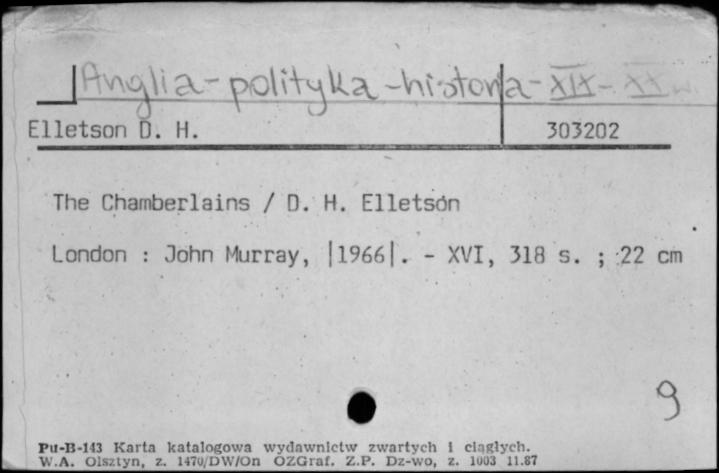 Anglia - polityka - historia - XIX - XX w.
Elletson D. H. 303202
The Chamberlains / D. H. Elletson
London : John Murray, |1966|. - XVI, 318 s. ; 22 cm
9
Pu-B-143 Karta katalogowa wydawnictw zwartych i ciągłych.
W.A. Olsztyn, z. 1470/DW/On OZGraf. Z.P. Dz-wo, z. 1003 11.87